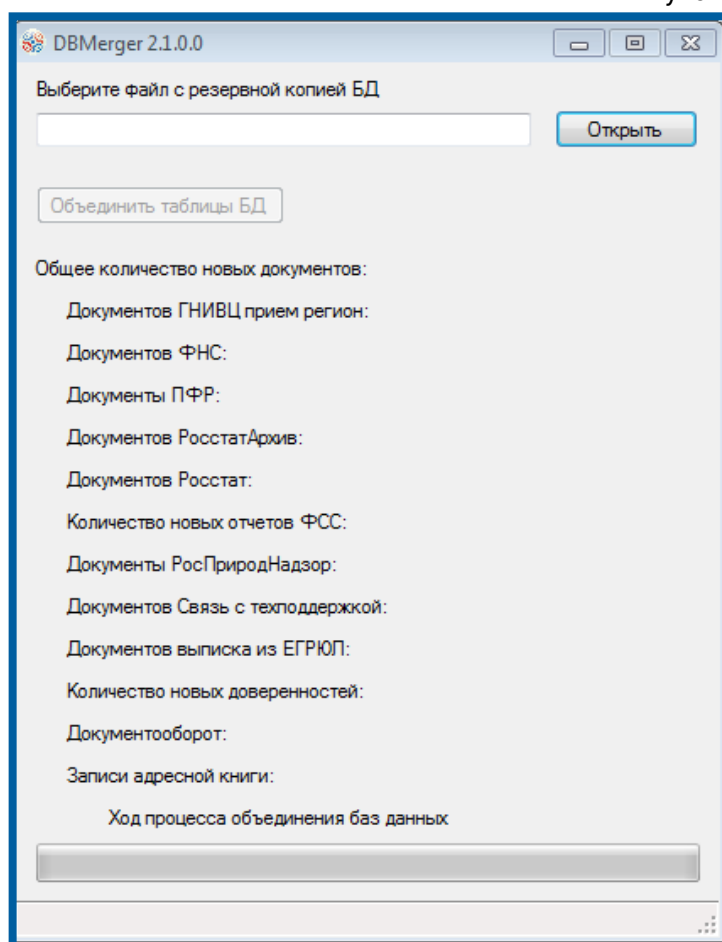 DBMerger 2.1.0.0
Выберите файл с резервной копией БД
Открыть
Объединить таблицы БД
Общее количество новых документов:
Документов ГНИВЦ прием регион:
Документов ФНС:
Документы ПФР:
Документов РосстатАрхив:
Документов Росстат:
Количество новых отчетов ФСС:
Документы РосПриродНадзор:
Документов Связь с техподдержкой:
Документов выписка из ЕГРЮЛ:
Количество новых доверенностей:
Документооборот:
Записи адресной книги:
Ход процесса объединения баз данных